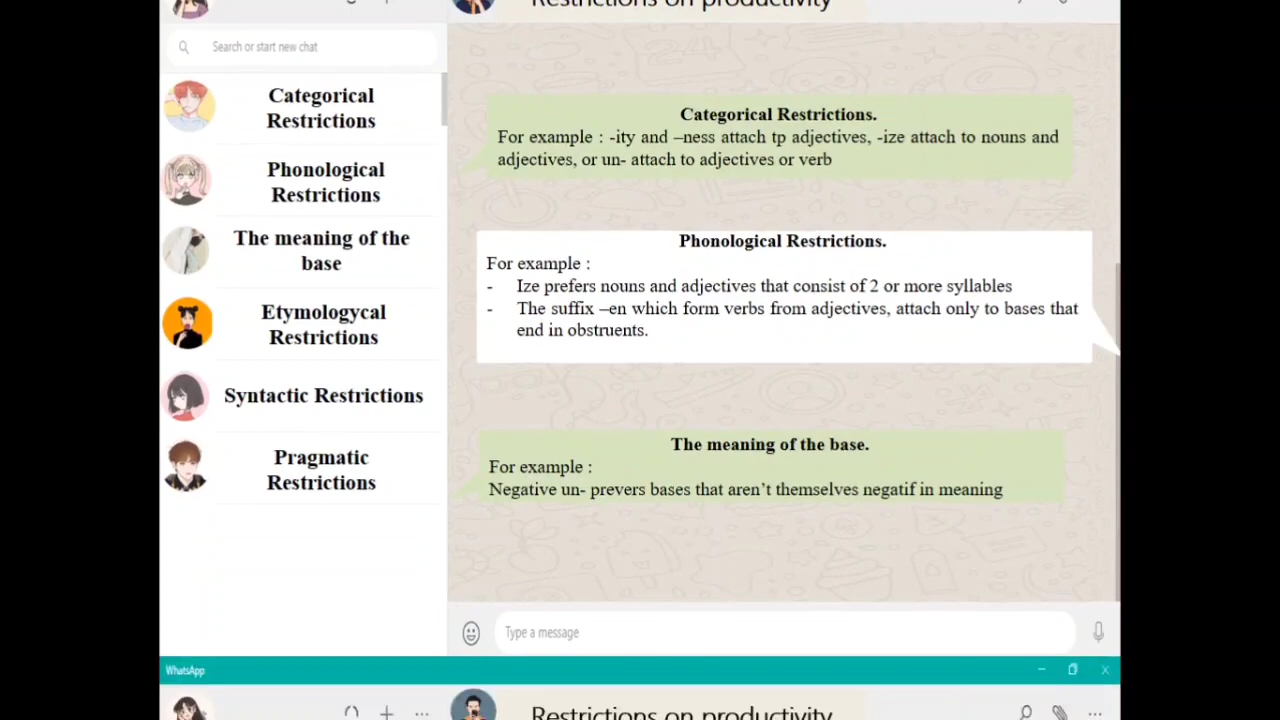 Restrictions on productivity
Search or start new chat
Categorical
Restrictions
Phonological
Restrictions
The meaning of the
base
Etymologycal
Restrictions
Syntactic Restrictions
Pragmatic
Restrictions
Categorical Restrictions.
For example : -ity and –ness attach tp adjectives, -ize attach to nouns and
adjectives, or un- attach to adjectives or verb
Phonological Restrictions.
For example :
- Ize prefers nouns and adjectives that consist of 2 or more syllables
- The suffix –en which form verbs from adjectives, attach only to bases that
end in obstruents.
The meaning of the base.
For example :
Negative un- prevers bases that aren’t themselves negatif in meaning
Type a message
WhatsApp
Restrictions on productivity